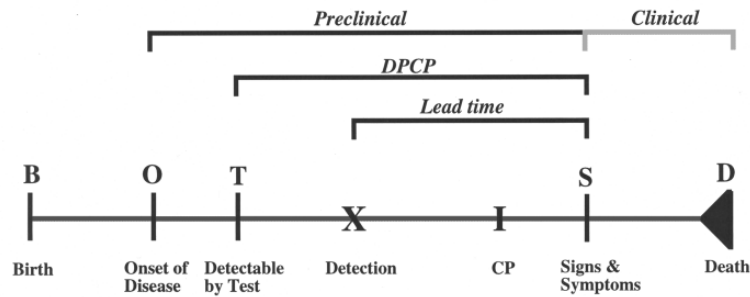 Preclinical Clinical
DPCP
Lead time
B O T S D
X I
Birth Onset of Detectable Detection CP Signs & Death
Disease by Test Symptoms